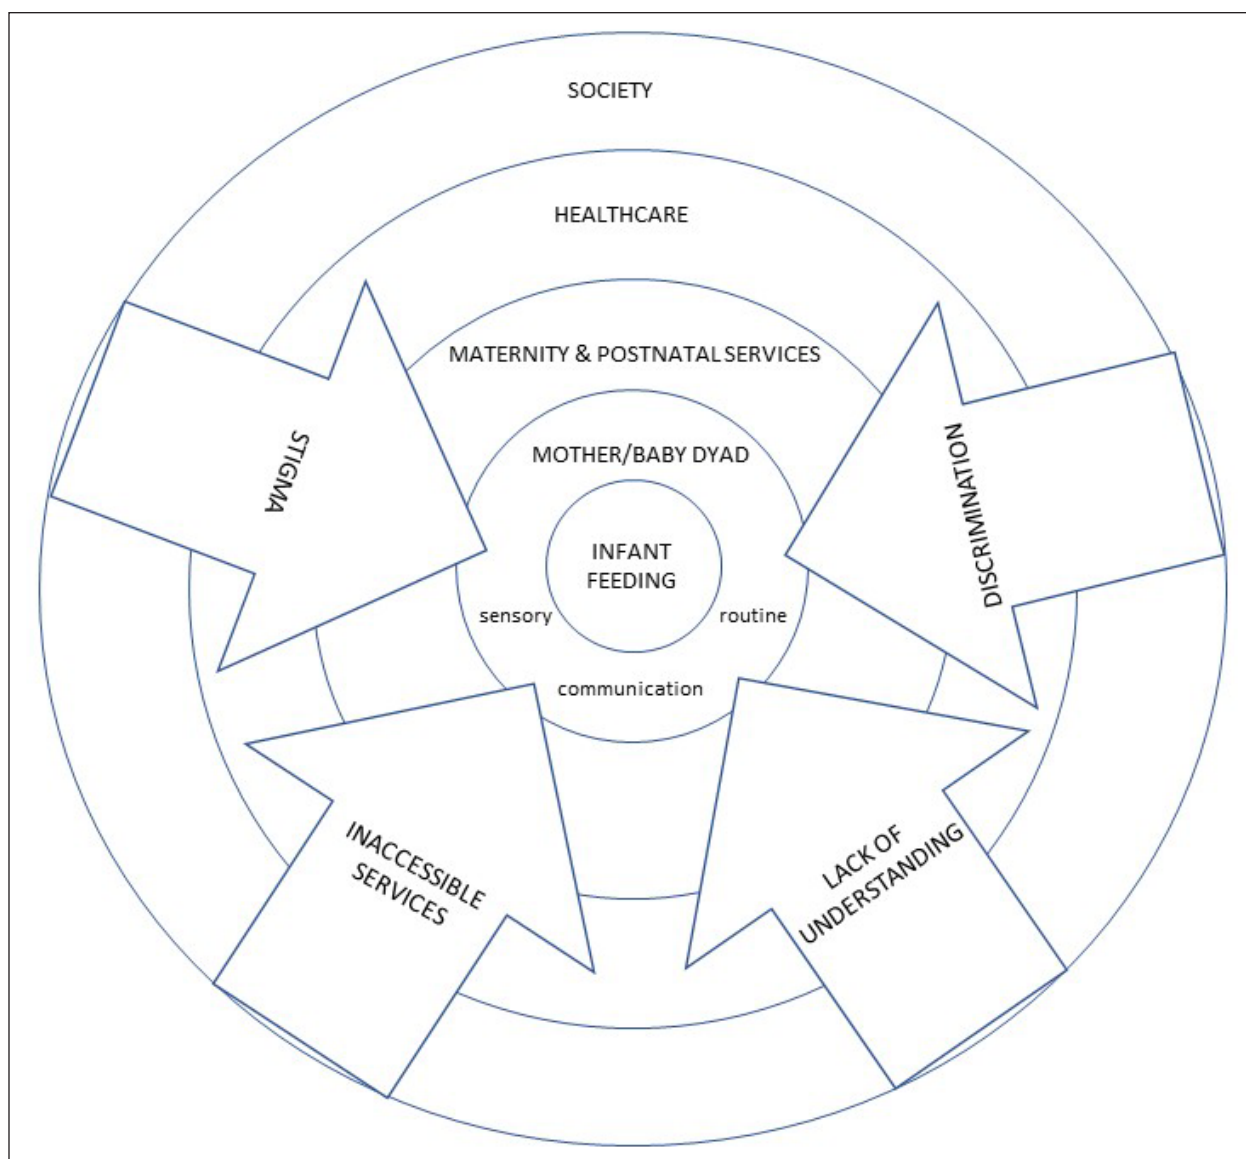 SOCIETY
HEALTHCARE
MATERNITY & POSTNATAL SERVICES
MOTHER/BABY DYAD
STIGMA
DISCRIMINATION
INFANT
FEEDING
sensory
routine
communication
INACCESSIBLE
SERVICES
LACK OF
UNDERSTANDING